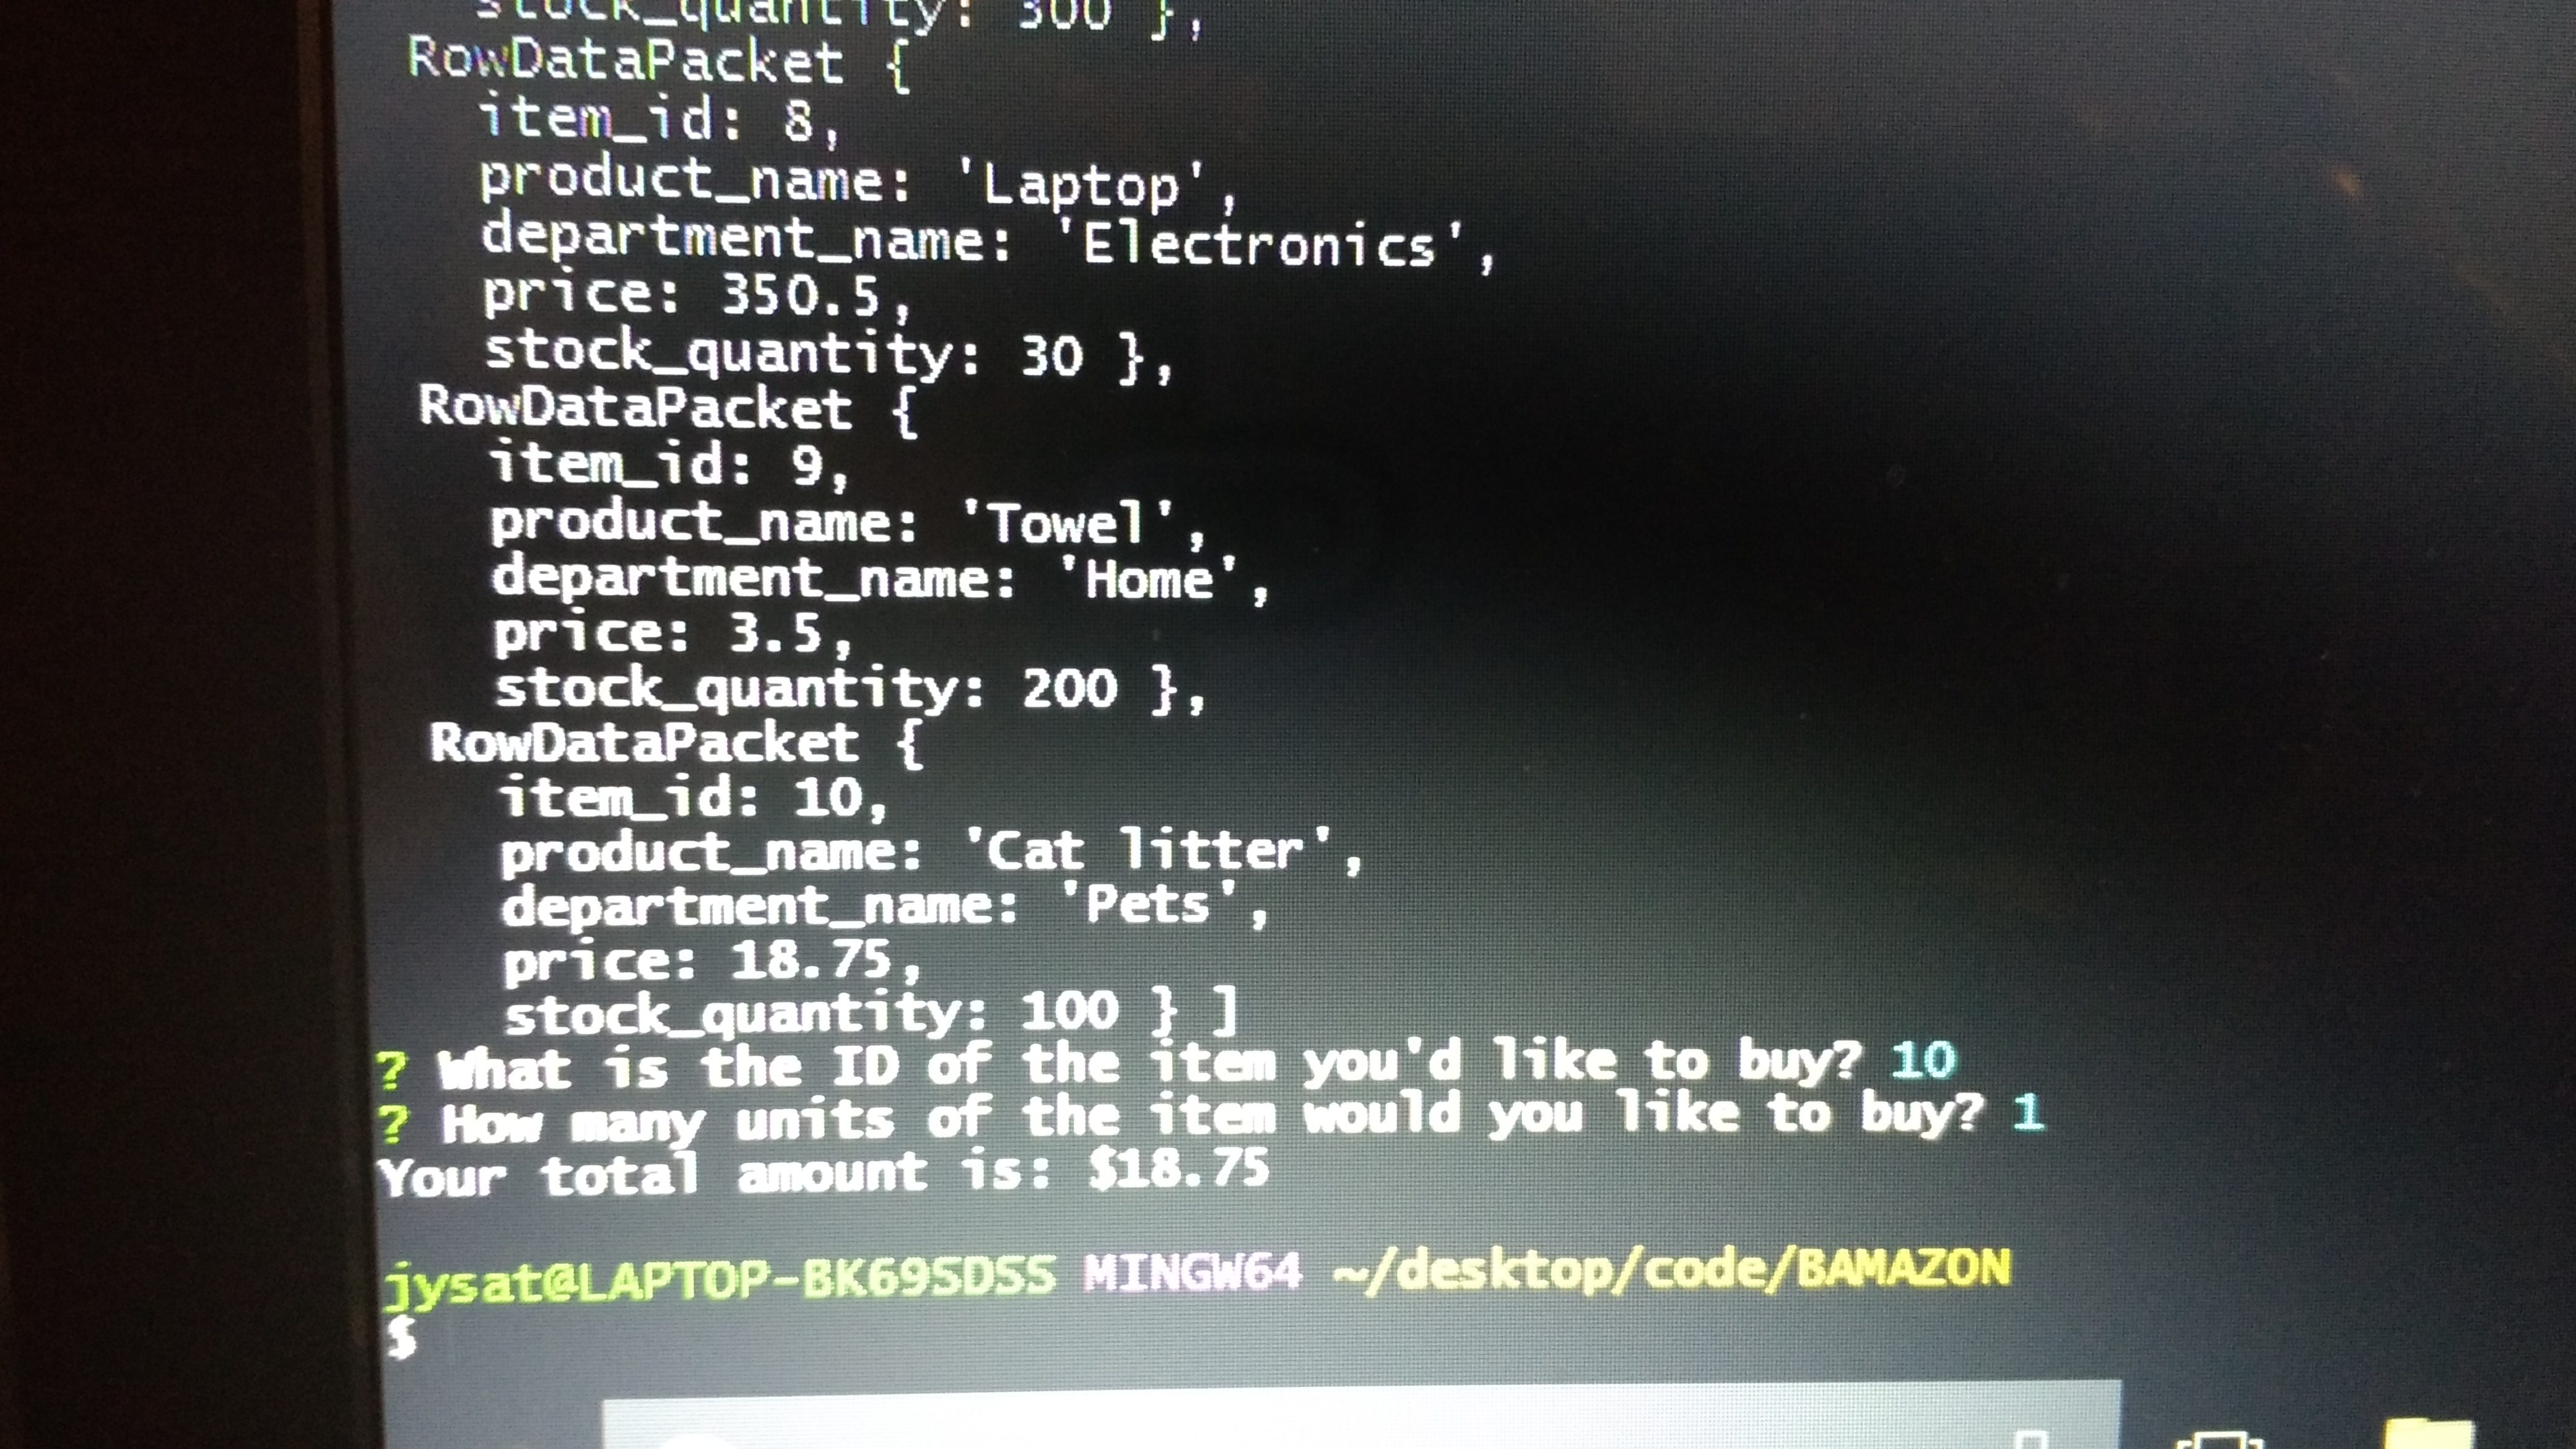 stock_quantity: 300 },
RowDataPacket {
item_id: 8,
product_name: 'Laptop',
department_name: 'Electronics',
price: 350.5,
stock_quantity: 30 },
RowDataPacket {
item_id: 9,
product_name: 'Towel',
department_name: 'Home',
price: 3.5,
stock_quantity: 200 },
RowDataPacket {
item_id: 10,
product_name: 'Cat litter',
department_name: 'Pets',
price: 18.75,
stock_quantity: 100 } ]
? What is the ID of the item you'd like to buy? 10
? How many units of the item would you like to buy? 1
Your total amount is: $18.75
jysat@LAPTOP-BK69SDSS MINGW64 ~/desktop/code/BAMAZON
$